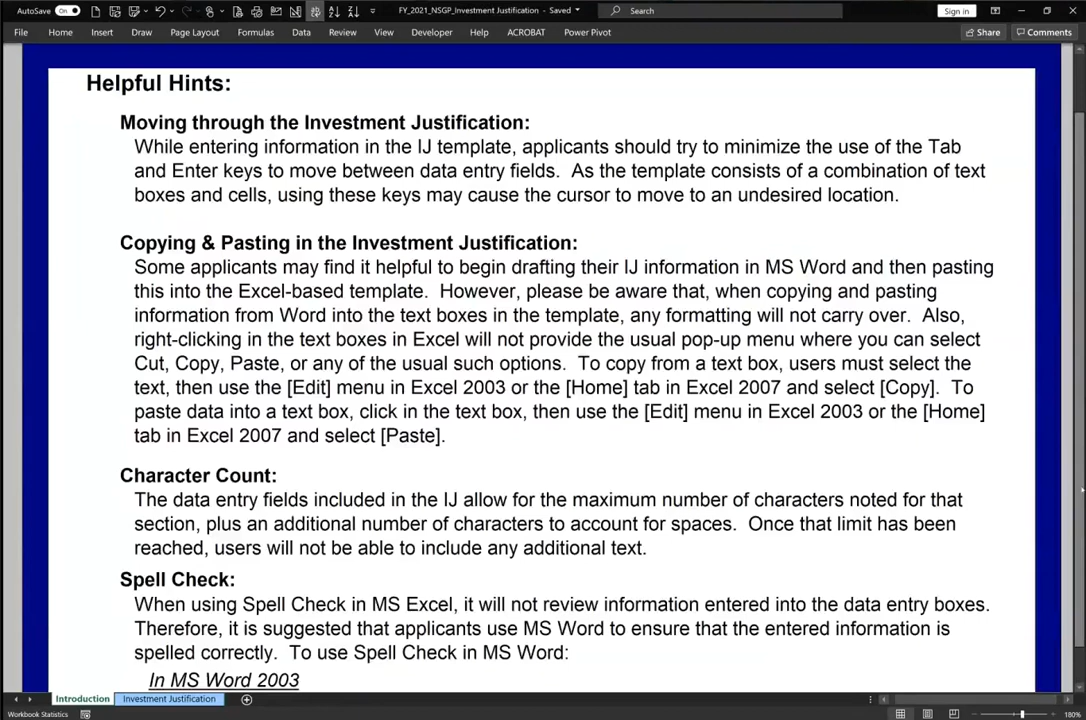 AutoSave On FY_2021_NSGP_Investment Justification - Saved Search Sign in
File Home Insert Draw Page Layout Formulas Data Review View Developer Help ACROBAT Power Pivot Share Comments
Helpful Hints:
Moving through the Investment Justification:
While entering information in the IJ template, applicants should try to minimize the use of the Tab
and Enter keys to move between data entry fields. As the template consists of a combination of text
boxes and cells, using these keys may cause the cursor to move to an undesired location.
Copying & Pasting in the Investment Justification:
Some applicants may find it helpful to begin drafting their IJ information in MS Word and then pasting
this into the Excel-based template. However, please be aware that, when copying and pasting
information from Word into the text boxes in the template, any formatting will not carry over. Also,
right-clicking in the text boxes in Excel will not provide the usual pop-up menu where you can select
Cut, Copy, Paste, or any of the usual such options. To copy from a text box, users must select the
text, then use the [Edit] menu in Excel 2003 or the [Home] tab in Excel 2007 and select [Copy]. To
paste data into a text box, click in the text box, then use the [Edit] menu in Excel 2003 or the [Home]
tab in Excel 2007 and select [Paste].
Character Count:
The data entry fields included in the IJ allow for the maximum number of characters noted for that
section, plus an additional number of characters to account for spaces. Once that limit has been
reached, users will not be able to include any additional text.
Spell Check:
When using Spell Check in MS Excel, it will not review information entered into the data entry boxes.
Therefore, it is suggested that applicants use MS Word to ensure that the entered information is
spelled correctly. To use Spell Check in MS Word:
In MS Word 2003
Introduction Investment Justification
Workbook Statistics 180%